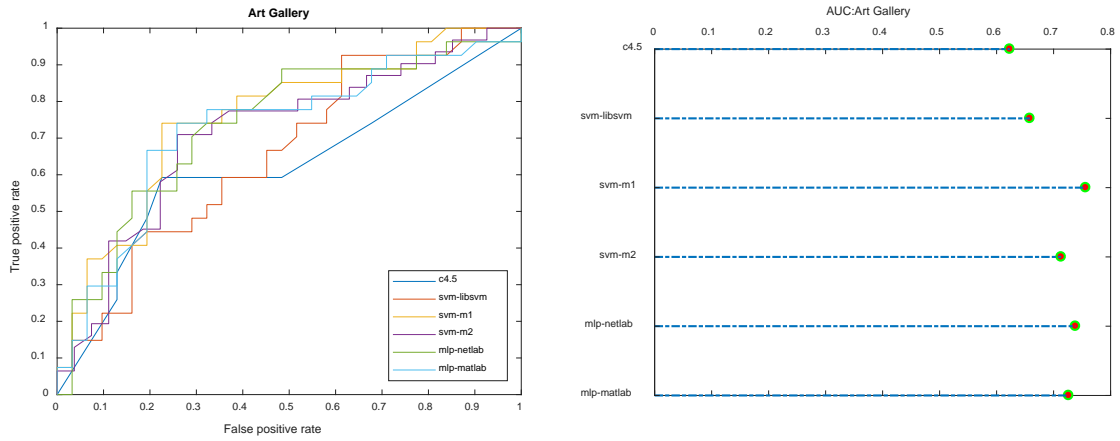 Art Gallery
1
0.9
0.8
0.7
0.6
0.5
0.4
0.3
0.2
0.1
0
True positive rate
c4.5
svm-libsvm
svm-m1
svm-m2
mlp-netlab
mlp-matlab
0 0.1 0.2 0.3 0.4 0.5 0.6 0.7 0.8 0.9 1
False positive rate
AUC:Art Gallery
0 0.1 0.2 0.3 0.4 0.5 0.6 0.7 0.8
c4.5
svm-libsvm
svm-m1
svm-m2
mlp-netlab
mlp-matlab